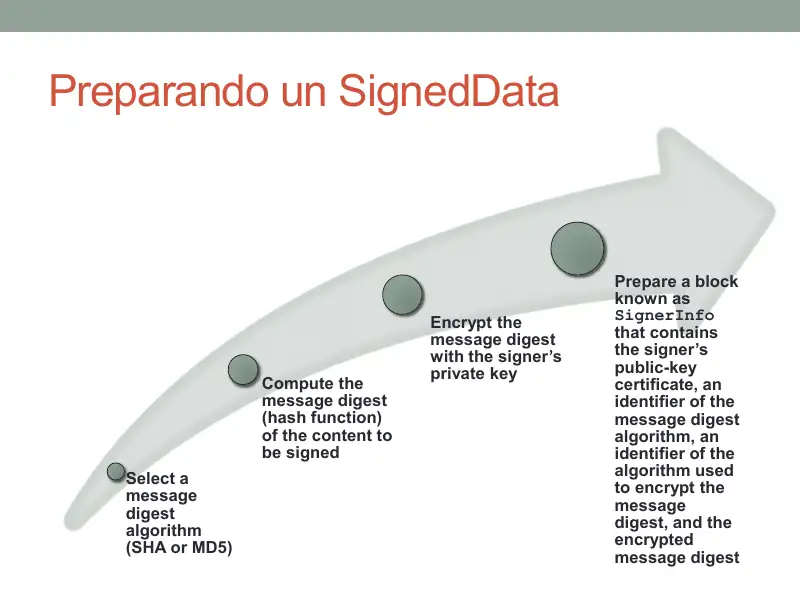 Preparando un SignedData
Select a
message
digest
algorithm
(SHA or MD5)
Compute the
message digest
(hash function)
of the content to
be signed
Encrypt the
message digest
with the signer’s
private key
Prepare a block
known as
SignerInfo
that contains
the signer’s
public-key
certificate, an
identifier of the
message digest
algorithm, an
identifier of the
algorithm used
to encrypt the
message
digest, and the
encrypted
message digest